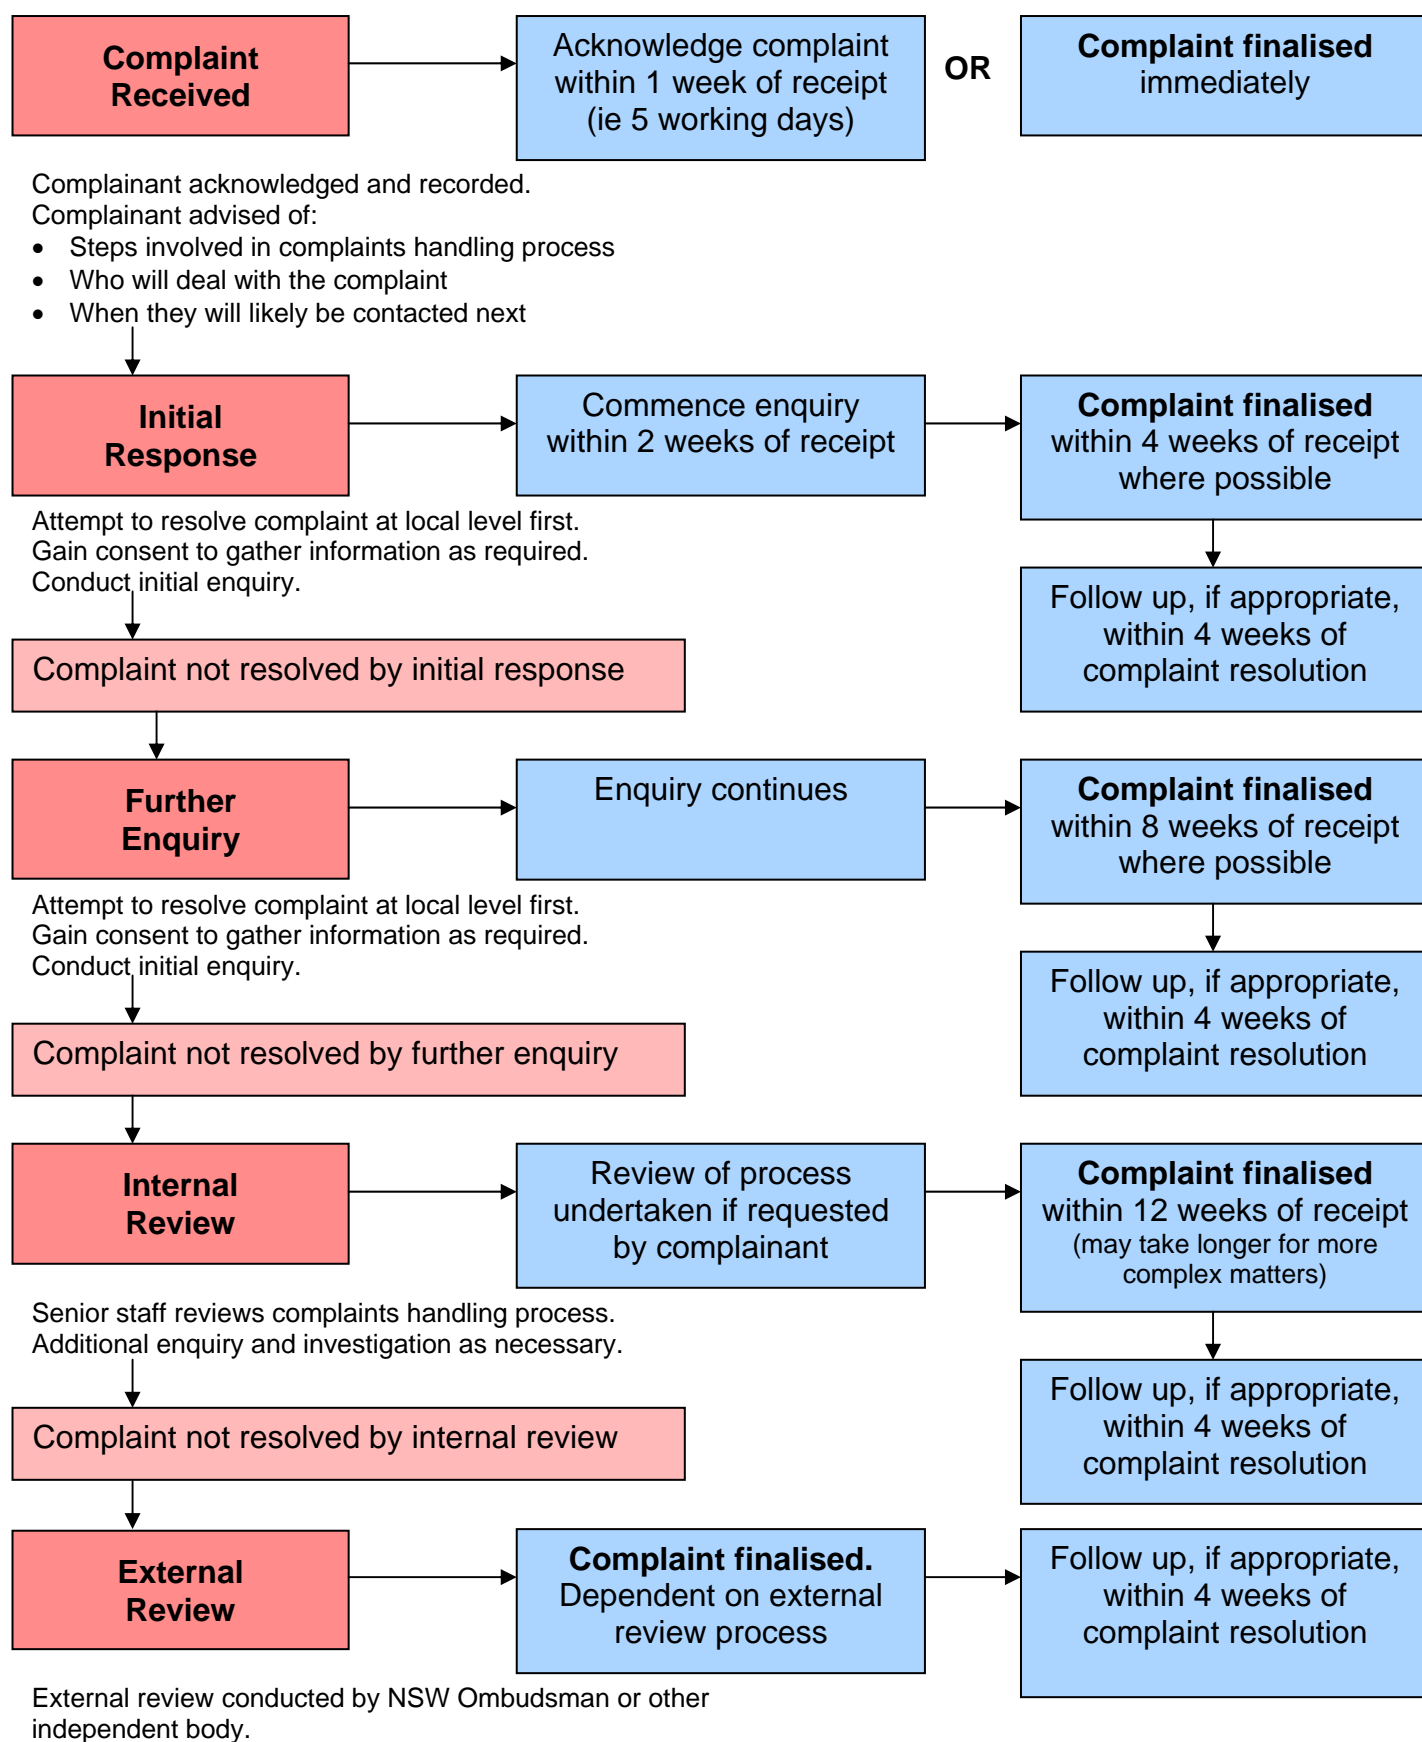 Complaint
Received
Acknowledge complaint
within 1 week of receipt
(ie 5 working days)
OR
Complaint finalised
immediately
Complainant acknowledged and recorded.
Complainant advised of:
• Steps involved in complaints handling process
• Who will deal with the complaint
• When they will likely be contacted next
Initial
Response
Commence enquiry
within 2 weeks of receipt
Complaint finalised
within 4 weeks of receipt
where possible
Attempt to resolve complaint at local level first.
Gain consent to gather information as required.
Conduct initial enquiry.
Follow up, if appropriate,
within 4 weeks of
complaint resolution
Complaint not resolved by initial response
Further
Enquiry
Enquiry continues
Complaint finalised
within 8 weeks of receipt
where possible
Attempt to resolve complaint at local level first.
Gain consent to gather information as required.
Conduct initial enquiry.
Follow up, if appropriate,
within 4 weeks of
complaint resolution
Complaint not resolved by further enquiry
Internal
Review
Review of process
undertaken if requested
by complainant
Complaint finalised
within 12 weeks of receipt
(may take longer for more
complex matters)
Senior staff reviews complaints handling process.
Additional enquiry and investigation as necessary.
Follow up, if appropriate,
within 4 weeks of
complaint resolution
Complaint not resolved by internal review
External
Review
Complaint finalised.
Dependent on external
review process
Follow up, if appropriate,
within 4 weeks of
complaint resolution
External review conducted by NSW Ombudsman or other
independent body.